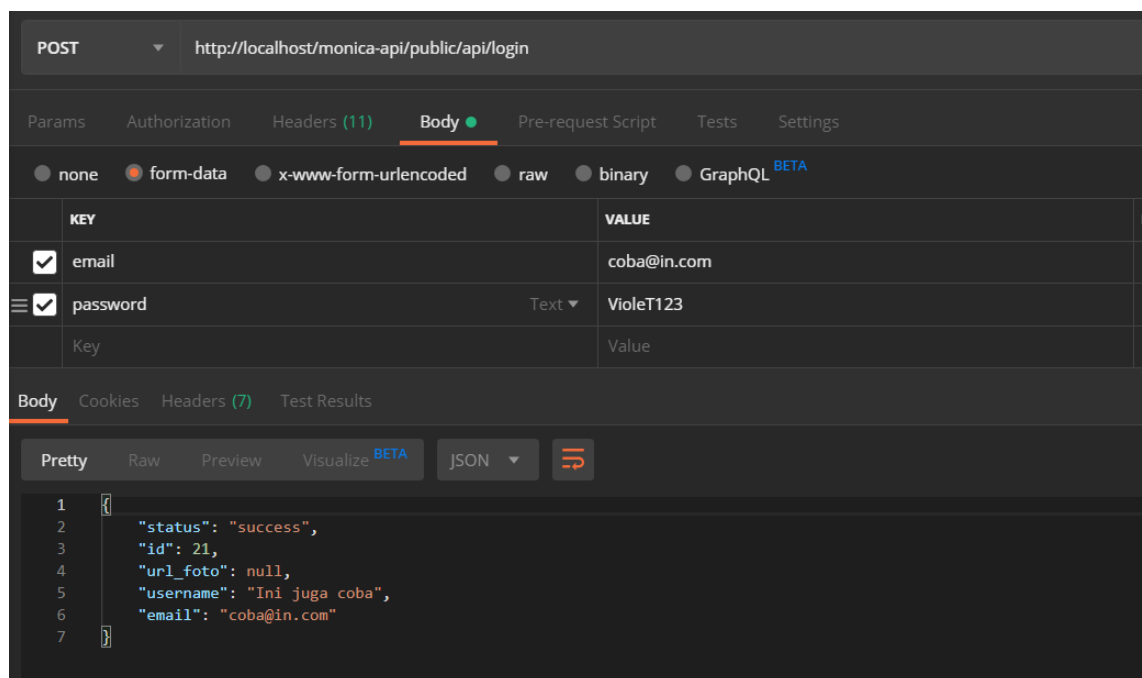 POST http://localhost/monica-api/public/api/login
Params Authorization Headers (11) Body Pre-request Script Tests Settings
none form-data x-www-form-urlencoded raw binary GraphQL BETA
KEY VALUE
email coba@in.com
password Text VioleT123
Key Value
Body Cookies Headers (7) Test Results
Pretty Raw Preview Visualize BETA JSON
1 {
2 "status": "success",
3 "id": 21,
4 "url_foto": null,
5 "username": "Ini juga coba",
6 "email": "coba@in.com"
7 }